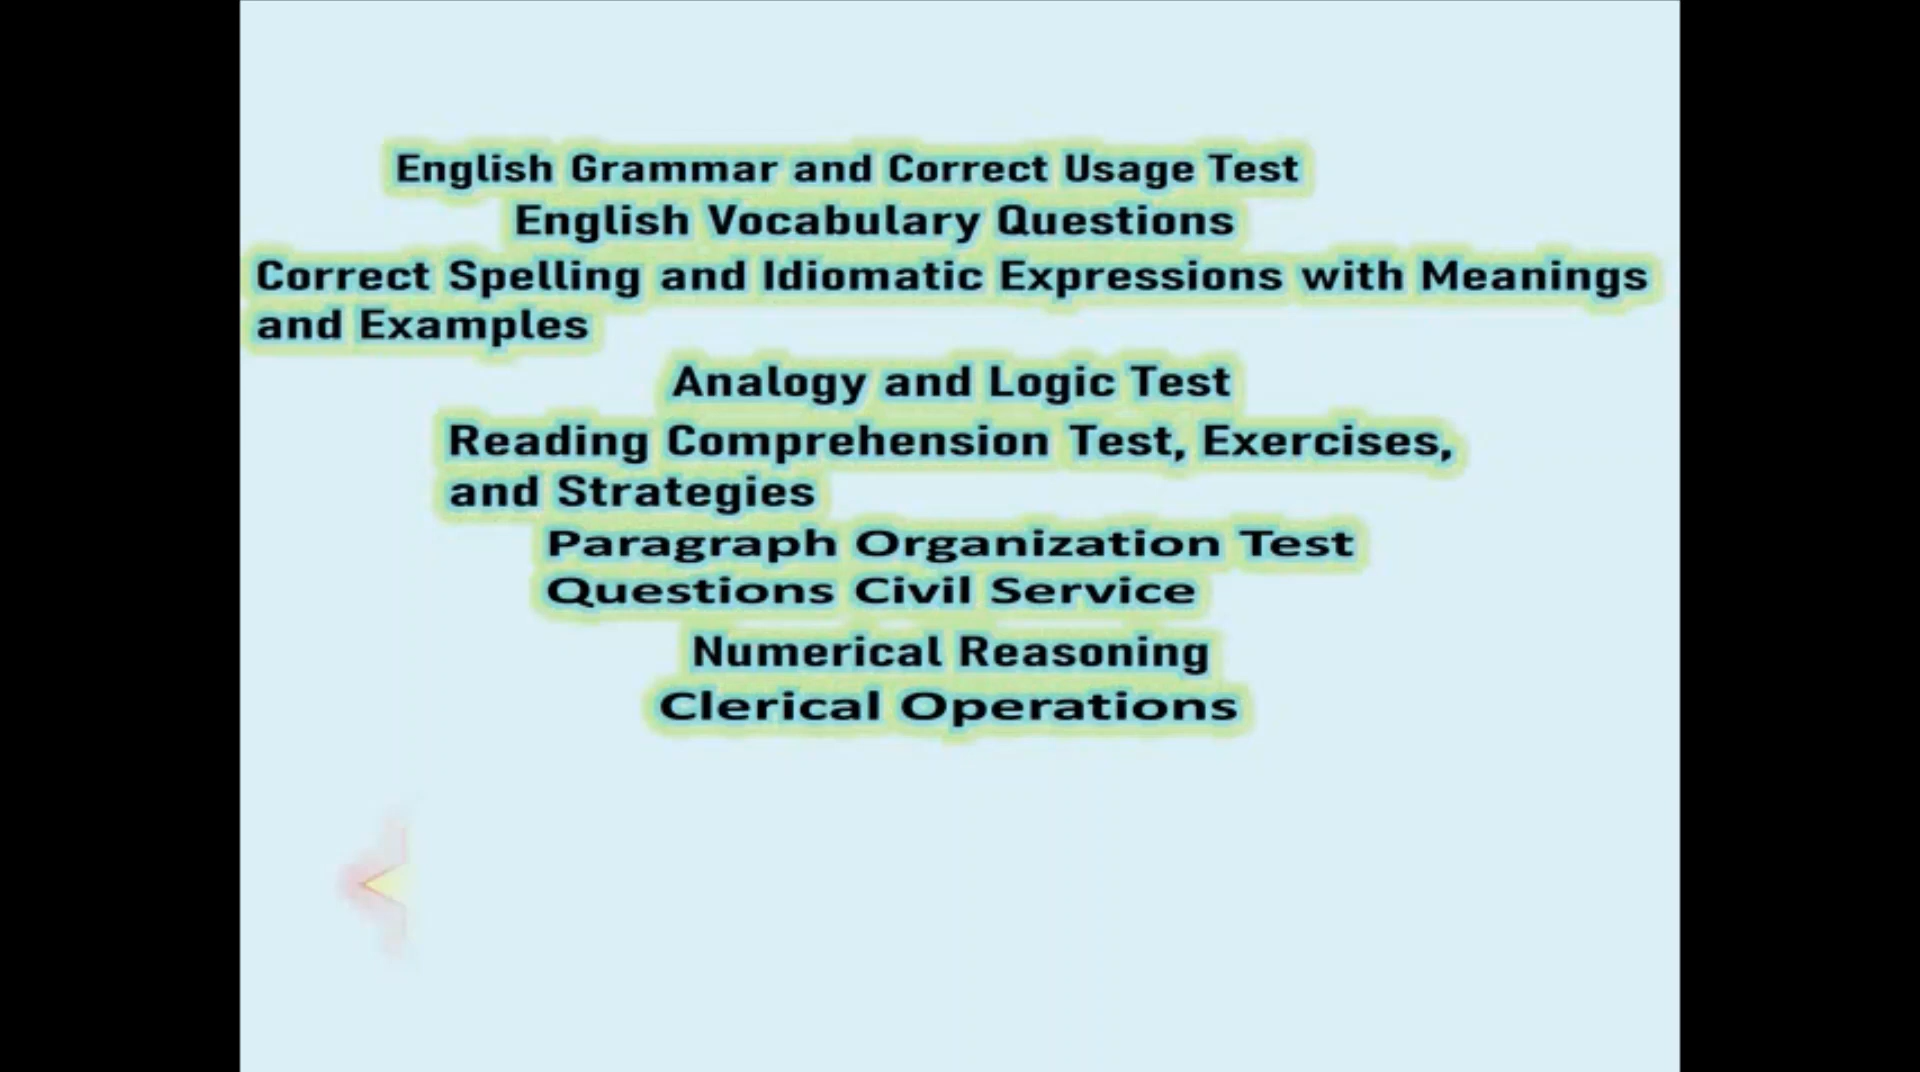 English Grammar and Correct Usage Test
English Vocabulary Questions
Correct Spelling and Idiomatic Expressions with Meanings
and Examples
Analogy and Logic Test
Reading Comprehension Test, Exercises,
and Strategies
Paragraph Organization Test
Questions Civil Service
Numerical Reasoning
Clerical Operations